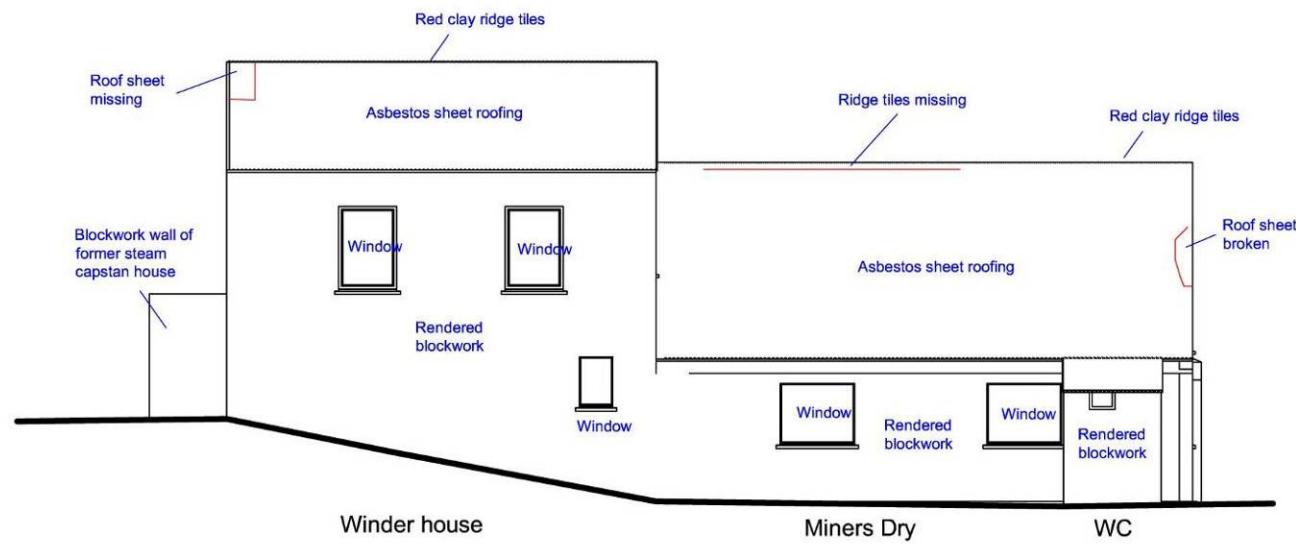 Red clay ridge tiles
Roof sheet
missing
Asbestos sheet roofing
Ridge tiles missing
Red clay ridge tiles
Blockwork wall of
former steam
capstan house
Window
Window
Roof sheet
broken
Asbestos sheet roofing
Rendered
blockwork
Window
Window
Window
Rendered
blockwork
Rendered
blockwork
Winder house
Miners Dry
WC